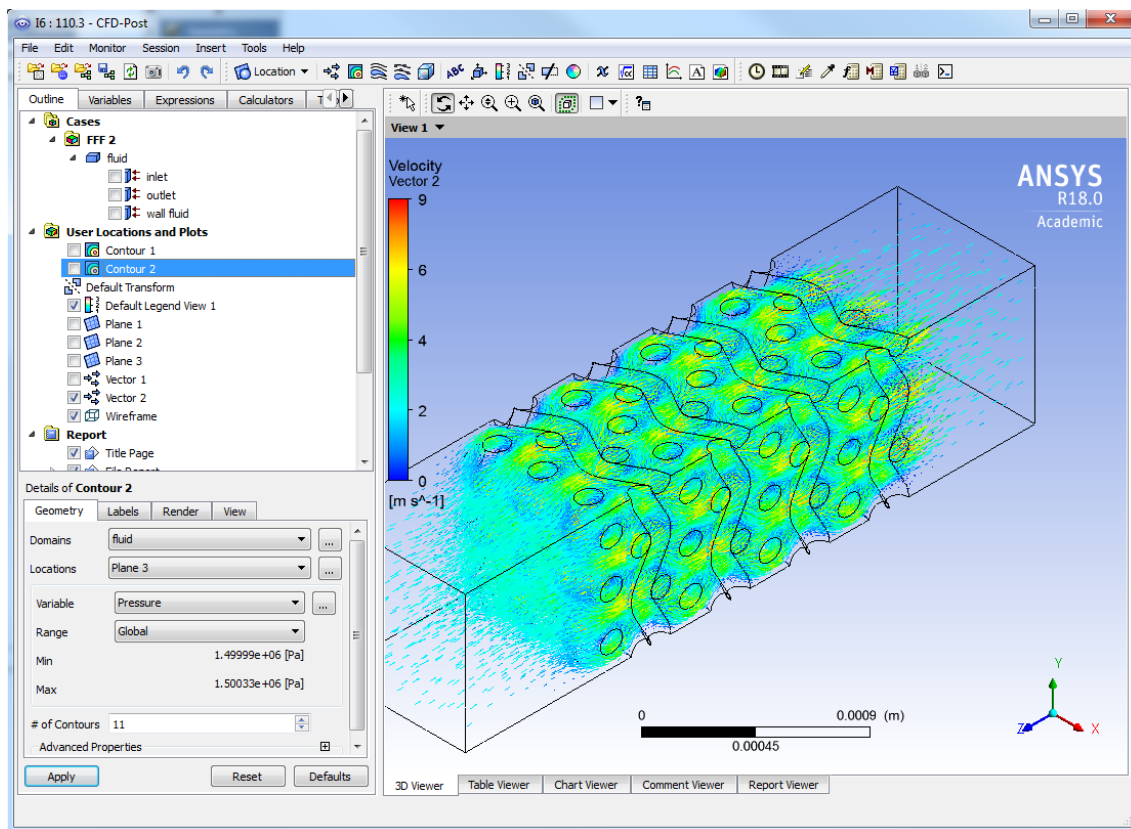 I6 : 110.3 - CFD-Post
File Edit Monitor Session Insert Tools Help
Location
Outline Variables Expressions Calculators T
Cases
FFF 2
fluid
inlet
outlet
wall fluid
User Locations and Plots
Contour 1
Contour 2
Default Transform
Default Legend View 1
Plane 1
Plane 2
Plane 3
Vector 1
Vector 2
Wireframe
Report
Title Page
File Report
Details of Contour 2
Geometry Labels Render View
Domains fluid ...
Locations Plane 3 ...
Variable Pressure ...
Range Global
Min 1.49999e+06 [Pa]
Max 1.50033e+06 [Pa]
# of Contours 11
Advanced Properties
Apply Reset Defaults
View 1
Velocity
Vector 2
9
6
4
2
0
[m s^-1]
ANSYS
R18.0
Academic
0 0.0009 (m)
0.00045
Y
Z X
3D Viewer Table Viewer Chart Viewer Comment Viewer Report Viewer